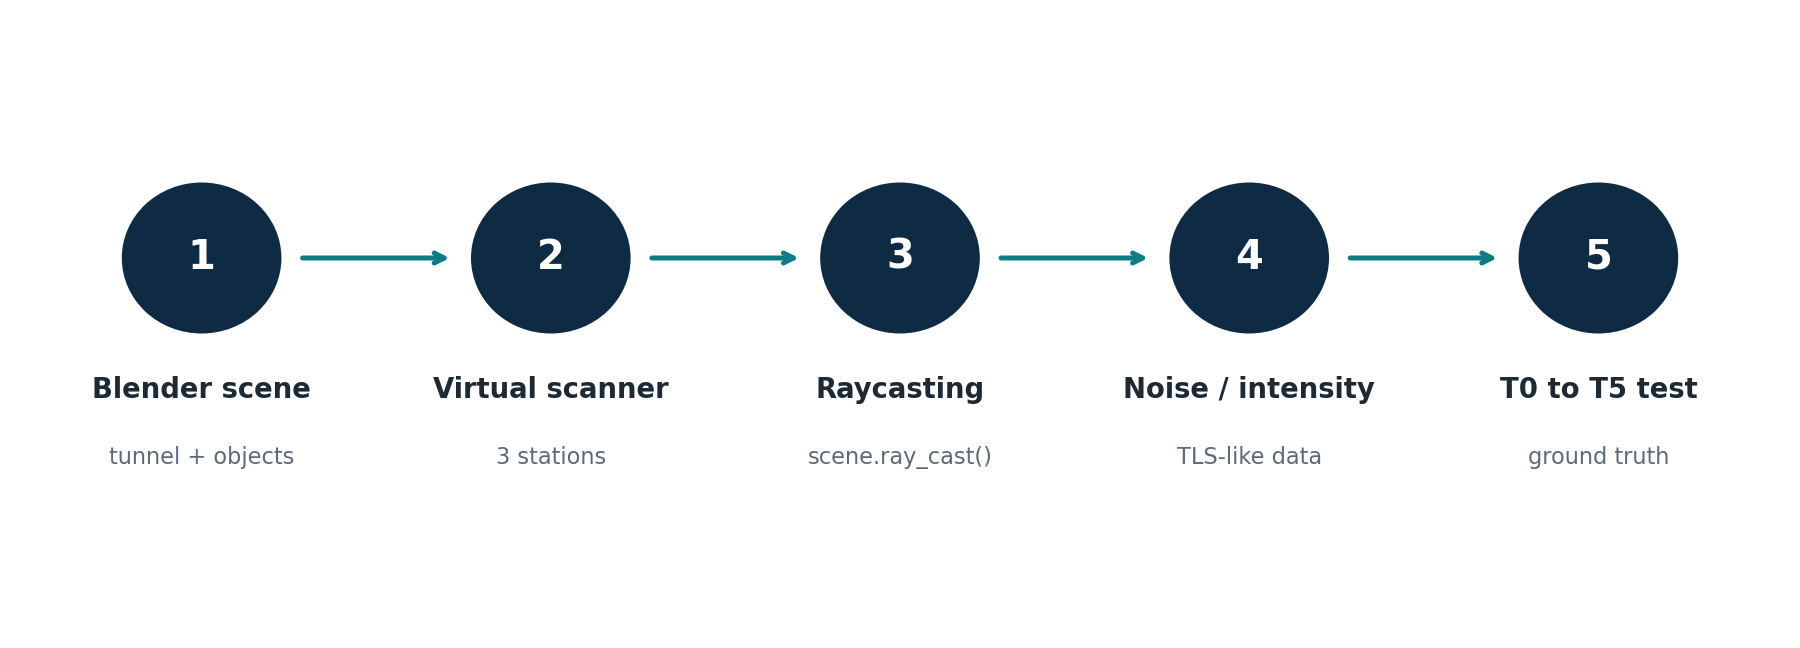 1
2
3
4
5
Blender scene
Virtual scanner
Raycasting
Noise / intensity
T0 to T5 test
tunnel + objects
3 stations
scene.ray_cast()
TLS-like data
ground truth